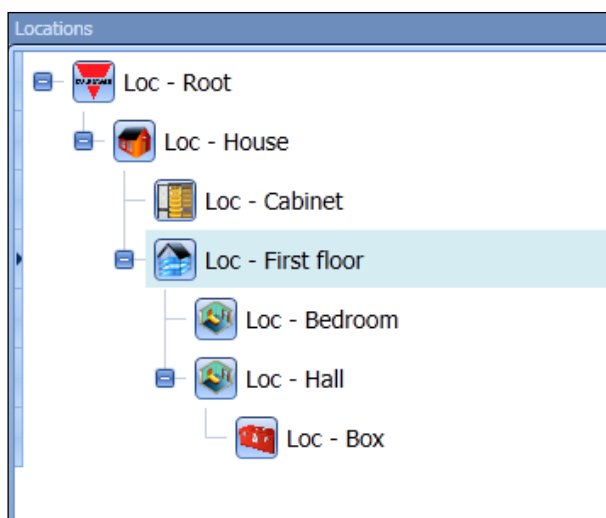 Locations
Loc - Root
Loc - House
Loc - Cabinet
Loc - First floor
Loc - Bedroom
Loc - Hall
Loc - Box